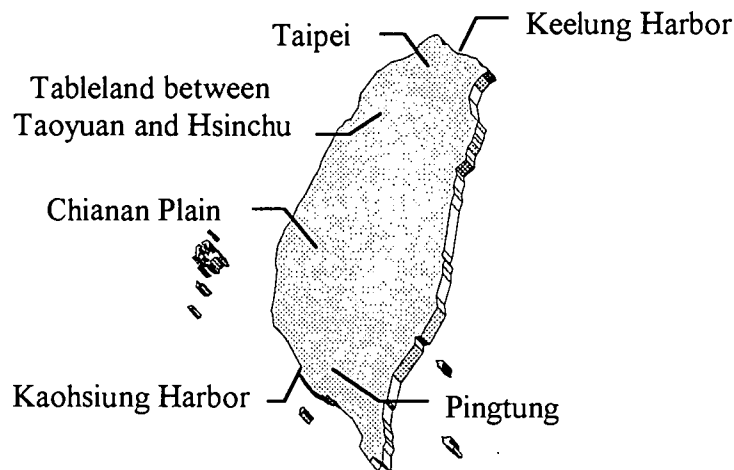 Taipei
Keelung Harbor
Tableland between
Taoyuan and Hsinchu
Chianan Plain
Kaohsiung Harbor
Pingtung